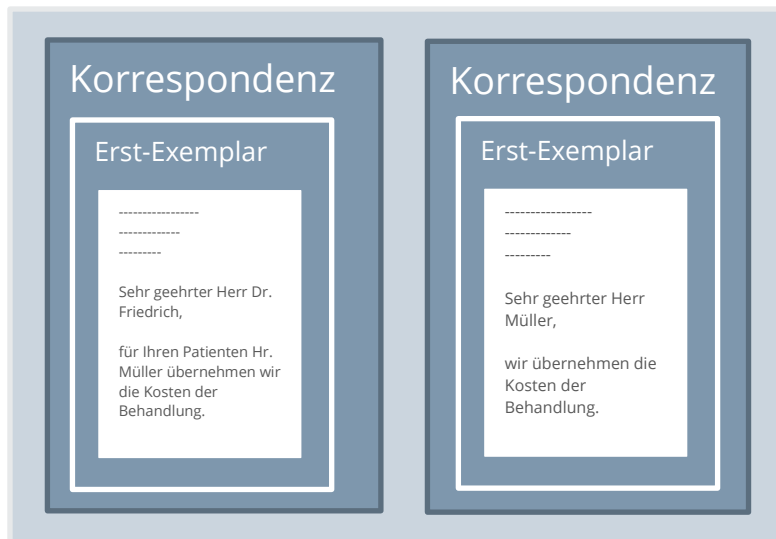 Korrespondenz
Erst-Exemplar
-----------------
-------------
---------
Sehr geehrter Herr Dr.
Friedrich,
für Ihren Patienten Hr.
Müller übernehmen wir
die Kosten der
Behandlung.
Korrespondenz
Erst-Exemplar
-----------------
-------------
---------
Sehr geehrter Herr
Müller,
wir übernehmen die
Kosten der
Behandlung.